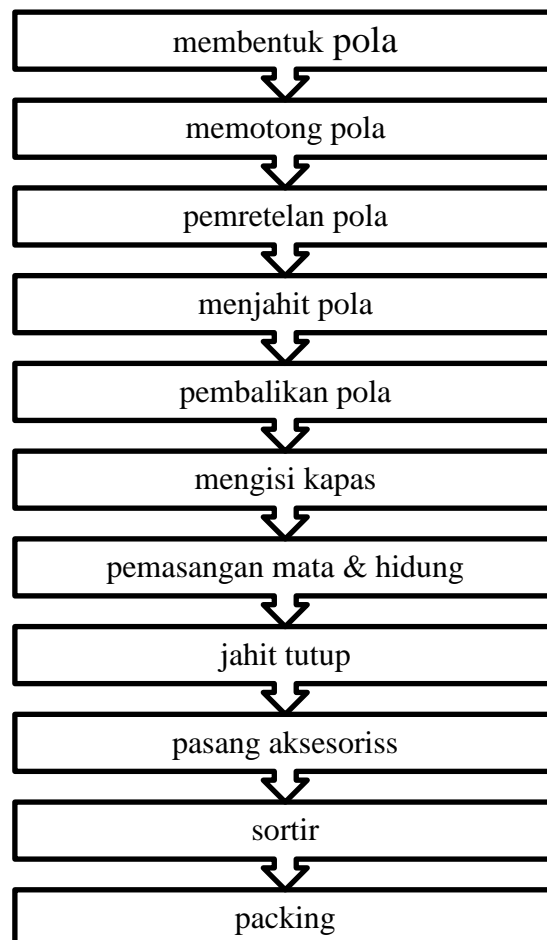 membentuk pola
memotong pola
pemretelan pola
menjahit pola
pembalikan pola
mengisi kapas
pemasangan mata & hidung
jahit tutup
pasang aksesoriss
sortir
packing